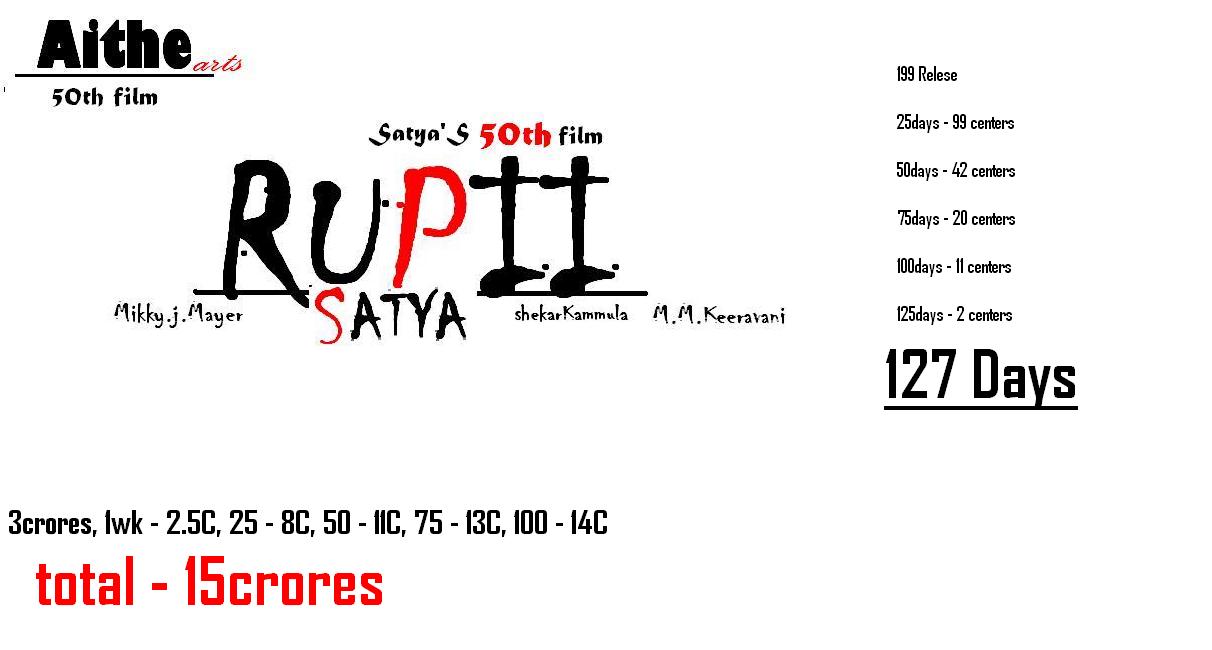 Aithe arts
50th film
Satya'S 50th film
RUPII
SATYA
Mikky.j.Mayer
shekarKammula
M.M.Keeravani
199 Relese
25days - 99 centers
50days - 42 centers
75days - 20 centers
100days - 11 centers
125days - 2 centers
127 Days
3crores, 1wk - 2.5C, 25 - 8C, 50 - 11C, 75 - 13C, 100 - 14C
total - 15crores